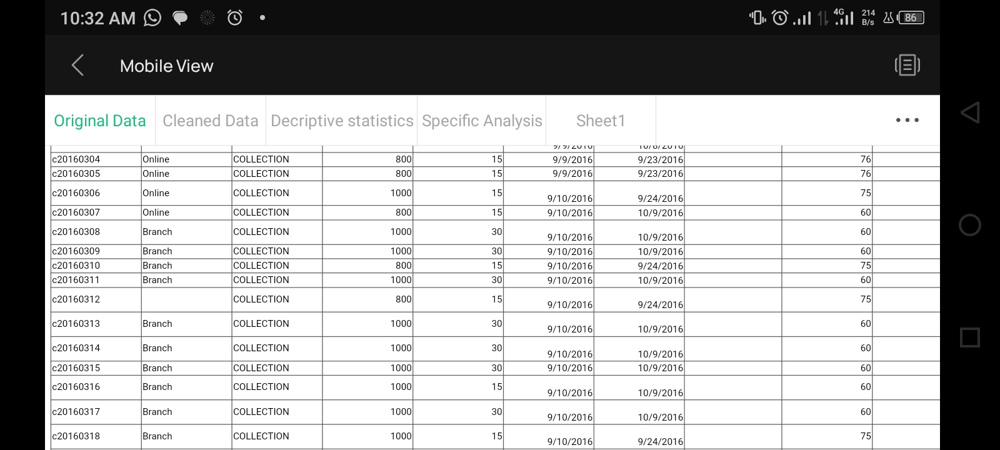 10:32 AM 4G 214 B/s 86
Mobile View
Original Data Cleaned Data Decriptive statistics Specific Analysis Sheet1
9/9/2016 10/8/2016
c20160304 Online COLLECTION 800 15 9/9/2016 9/23/2016 76
c20160305 Online COLLECTION 800 15 9/9/2016 9/23/2016 76
c20160306 Online COLLECTION 1000 15 9/10/2016 9/24/2016 75
c20160307 Online COLLECTION 800 15 9/10/2016 10/9/2016 60
c20160308 Branch COLLECTION 1000 30 9/10/2016 10/9/2016 60
c20160309 Branch COLLECTION 1000 30 9/10/2016 10/9/2016 60
c20160310 Branch COLLECTION 800 15 9/10/2016 9/24/2016 75
c20160311 Branch COLLECTION 1000 30 9/10/2016 10/9/2016 60
c20160312 COLLECTION 800 15 9/10/2016 9/24/2016 75
c20160313 Branch COLLECTION 1000 30 9/10/2016 10/9/2016 60
c20160314 Branch COLLECTION 1000 30 9/10/2016 10/9/2016 60
c20160315 Branch COLLECTION 1000 30 9/10/2016 10/9/2016 60
c20160316 Branch COLLECTION 1000 15 9/10/2016 10/9/2016 60
c20160317 Branch COLLECTION 1000 30 9/10/2016 10/9/2016 60
c20160318 Branch COLLECTION 1000 15 9/10/2016 9/24/2016 75